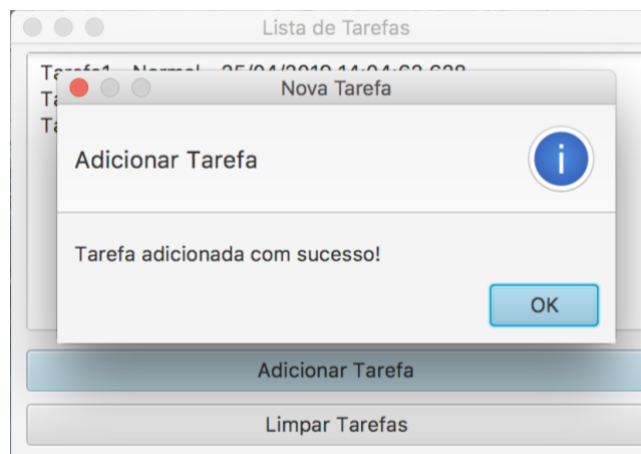 Lista de Tarefas
Nova Tarefa
Adicionar Tarefa
Tarefa adicionada com sucesso!
OK
Adicionar Tarefa
Limpar Tarefas